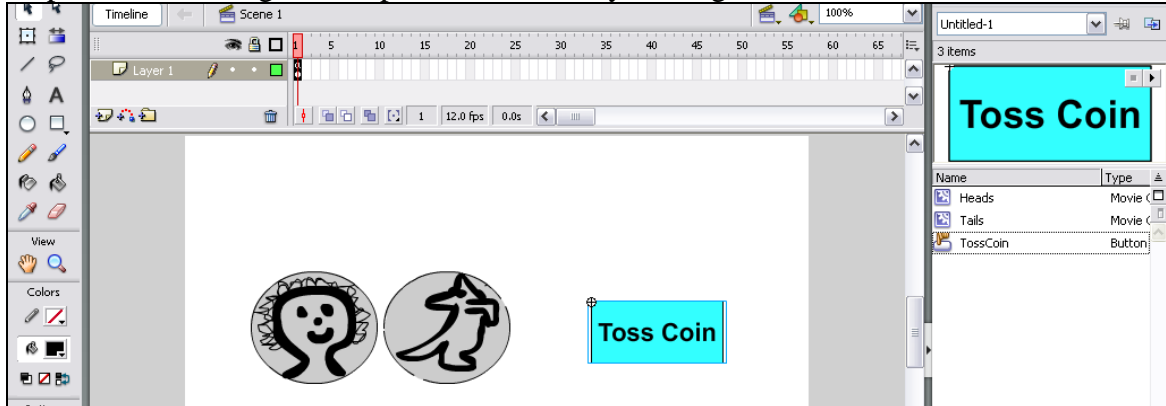 Timeline
Scene 1
100%
Untitled-1
3 items
1 5 10 15 20 25 30 35 40 45 50 55 60 65
Layer 1
1 12.0 fps 0.0s
Toss Coin
Name Type
Heads Movie
Tails Movie
TossCoin Button
A
View
Colors
Toss Coin